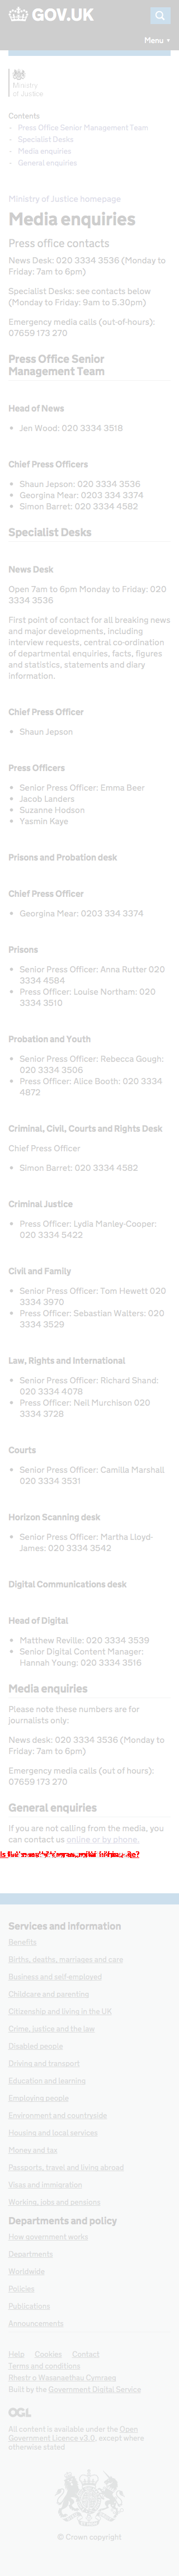 GOV.UK
Menu
Ministry
of Justice
Contents
- Post Office Senior Management Team
- Specialist Desks
- Media enquiries
- General enquiries
Ministry of Justice homepage
Media enquiries
Press office contacts
News Desk: 020 3334 3536 (Monday to
Friday: 7am to 6pm)
Specialist Desks: see contacts below
(Monday to Friday: 9am to 5.30pm)
Emergency media calls (out-of-hours):
07659 173 270
Press Office Senior
Management Team
Head of News
• Jen Wood: 020 3334 3518
Chief Press Officers
• Shaun Jepson: 020 3334 3536
• Georgina Mear: 0203 334 3374
• Simon Barret: 020 3334 4582
Specialist Desks
News Desk
Open 7am to 6pm Monday to Friday: 020
3334 3536
First point of contact for all breaking news
and major developments, including
interview requests, central co-ordination
of departmental enquiries, facts, figures
and statistics, statements and diary
information.
Chief Press Officer
• Shaun Jepson
Press Officers
• Senior Press Officer: Emma Beer
• Jacob Landers
• Suzanne Hodson
• Yasmin Kaye
Prisons and Probation desk
Chief Press Officer
• Georgina Mear: 0203 334 3374
Prisons
• Senior Press Officer: Anna Rutter 020
3334 4584
• Press Officer: Louise Northam: 020
3334 3510
Probation and Youth
• Senior Press Officer: Rebecca Gough:
020 3334 3506
• Press Officer: Alice Booth: 020 3334
4872
Criminal, Civil, Courts and Rights Desk
Chief Press Officer
• Simon Barret: 020 3334 4582
Criminal Justice
• Press Officer: Lydia Manley-Cooper:
020 3334 5422
Civil and Family
• Senior Press Officer: Tom Hewett 020
3334 3970
• Press Officer: Sebastian Walters: 020
3334 3529
Law, Rights and International
• Senior Press Officer: Richard Shand:
020 3334 4078
• Press Officer: Neil Murchison 020
3334 3728
Courts
• Senior Press Officer: Camilla Marshall
020 3334 3531
Horizon Scanning desk
• Senior Press Officer: Martha Lloyd-
James: 020 3334 3542
Digital Communications desk
Head of Digital
• Matthew Reville: 020 3334 3539
• Senior Digital Content Manager:
Hannah Young: 020 3334 3516
Media enquiries
Please note these numbers are for
journalists only:
News desk: 020 3334 3536 (Monday to
Friday: 7am to 6pm)
Emergency media calls (out of hours):
07659 173 270
General enquiries
If you are not calling from the media, you
can contact us online or by phone.
Services and information
Benefits
Births, deaths, marriages and care
Business and self-employed
Childcare and parenting
Citizenship and living in the UK
Crime, justice and the law
Disabled people
Driving and transport
Education and learning
Employing people
Environment and countryside
Housing and local services
Money and tax
Passports, travel and living abroad
Visas and immigration
Working, jobs and pensions
Departments and policy
How government works
Departments
Worldwide
Policies
Publications
Announcements
Help Cookies Contact
Terms and conditions
Rhestr o Wasanaethau Cymraeg
Built by the Government Digital Service
OGL
All content is available under the Open
Government Licence v3.0, except where
otherwise stated
© Crown copyright